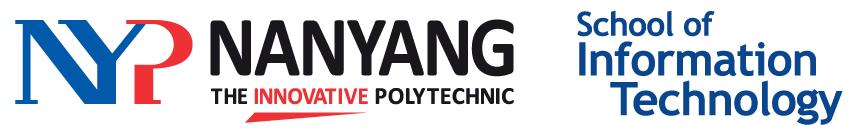 NYP
NANYANG
THE INNOVATIVE POLYTECHNIC
School of
Information
Technology